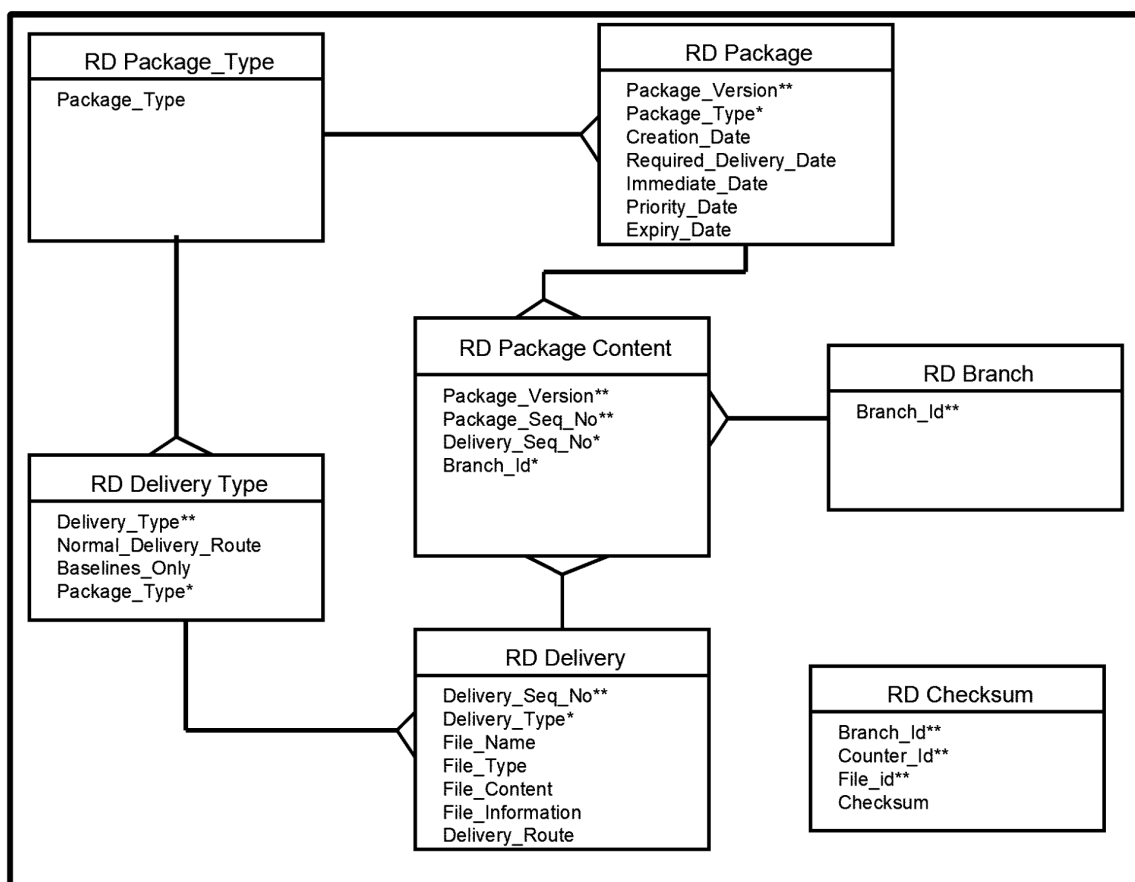 RD Package_Type
Package_Type
RD Package
Package_Version**
Package_Type*
Creation_Date
Required_Delivery_Date
Immediate_Date
Priority_Date
Expiry_Date
RD Package Content
Package_Version**
Package_Seq_No**
Delivery_Seq_No*
Branch_Id*
RD Branch
Branch_Id**
RD Delivery Type
Delivery_Type**
Normal_Delivery_Route
Baselines_Only
Package_Type*
RD Delivery
Delivery_Seq_No**
Delivery_Type*
File_Name
File_Type
File_Content
File_Information
Delivery_Route
RD Checksum
Branch_Id**
Counter_Id**
File_id**
Checksum